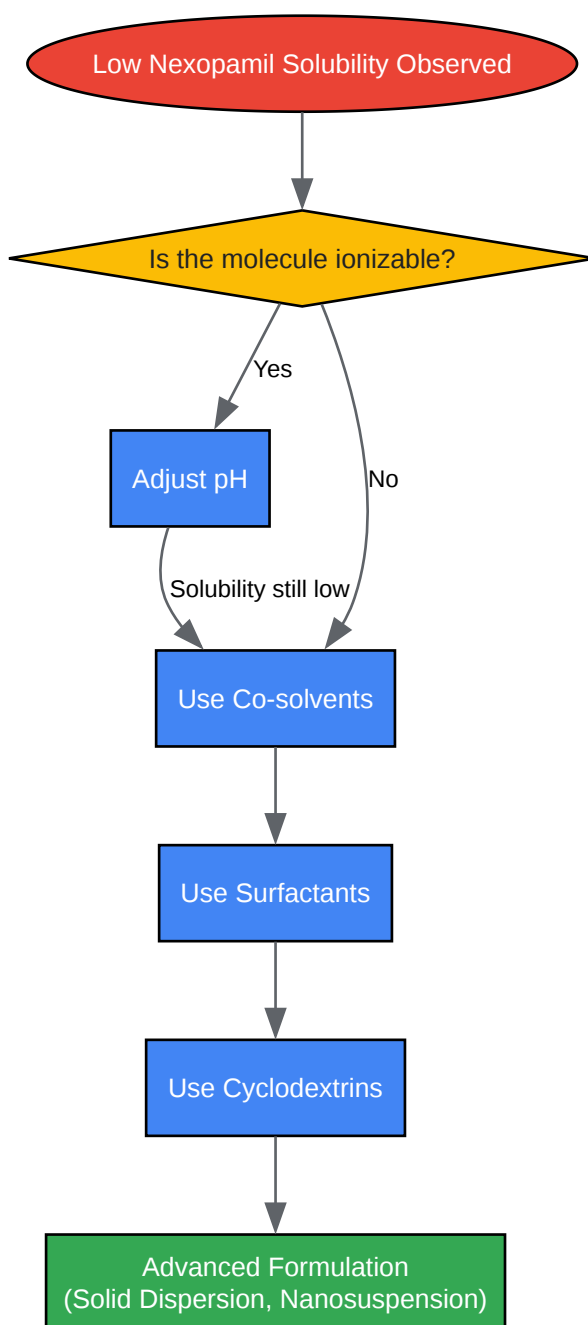 Low Nexopamil Solubility Observed
Is the molecule ionizable?
Yes
Adjust pH
No
Solubility still low
Use Co-solvents
Use Surfactants
Use Cyclodextrins
Advanced Formulation
(Solid Dispersion, Nanosuspension)